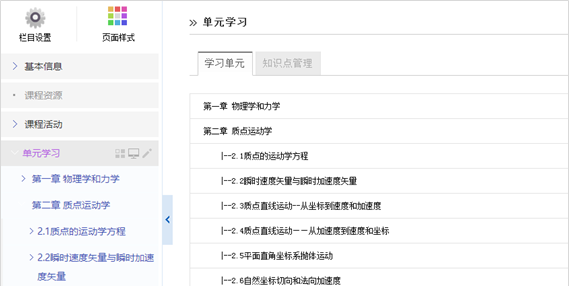 栏目设置
页面样式
基本信息
课程资源
课程活动
单元学习
第一章 物理学和力学
第二章 质点运动学
2.1质点的运动学方程
2.2瞬时速度矢量与瞬时加速
度矢量
单元学习
学习单元
知识点管理
第一章 物理学和力学
第二章 质点运动学
|--2.1质点的运动学方程
|--2.2瞬时速度矢量与瞬时加速度矢量
|--2.3质点直线运动--从坐标到速度和加速度
|--2.4质点直线运动——从加速度到速度和坐标
|--2.5平面直角坐标系抛体运动
|--2.6自然坐标切向和法向加速度